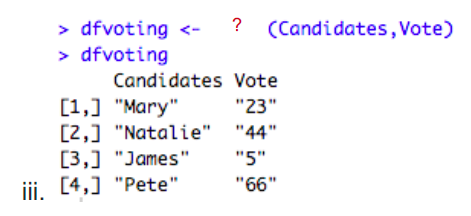 > dfvoting <- ? (Candidates,Vote)
> dfvoting
Candidates Vote
[1,] "Mary" "23"
[2,] "Natalie" "44"
[3,] "James" "5"
iii. [4,] "Pete" "66"